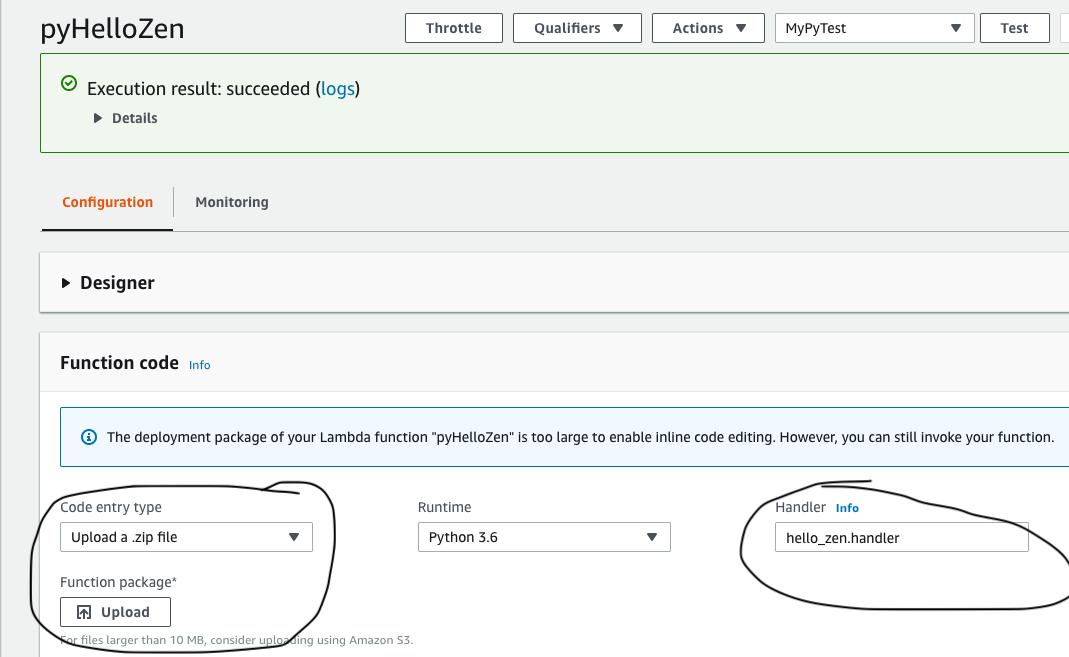 pyHelloZen
Throttle Qualifiers Actions MyPyTest Test
Execution result: succeeded (logs)
Details
Configuration Monitoring
Designer
Function code Info
The deployment package of your Lambda function "pyHelloZen" is too large to enable inline code editing. However, you can still invoke your function.
Code entry type Runtime Handler Info
Upload a .zip file Python 3.6 hello_zen.handler
Function package*
Upload
For files larger than 10 MB, consider uploading using Amazon S3.